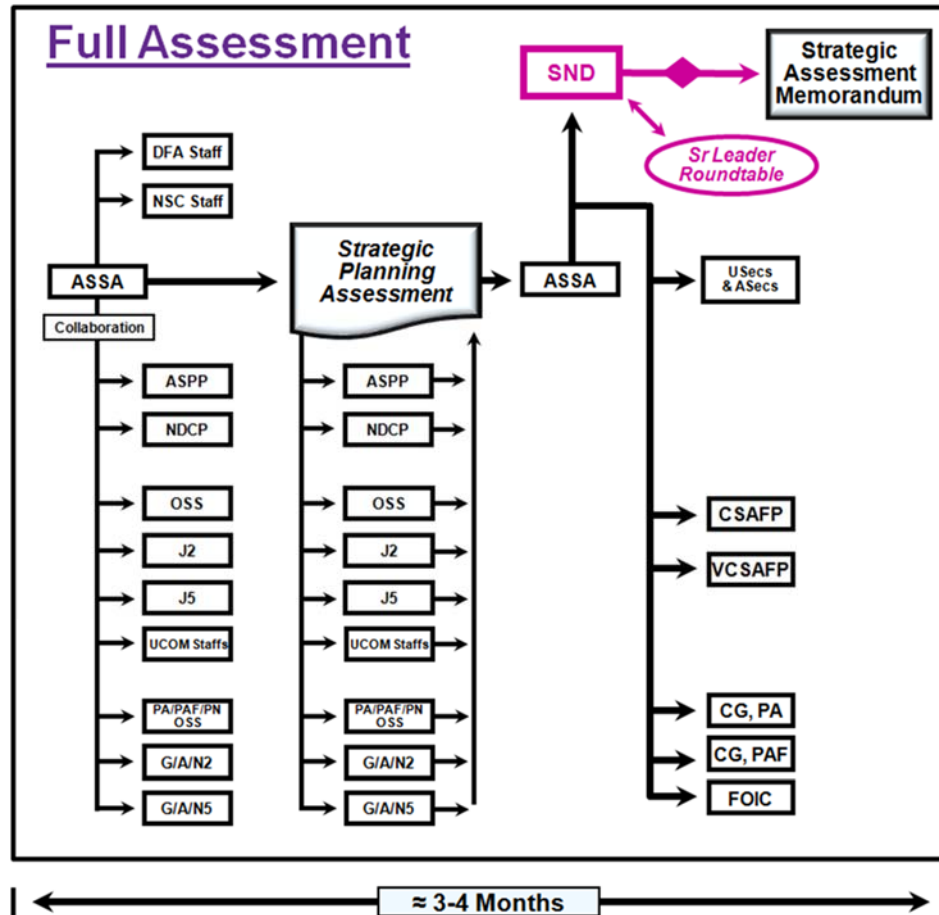 Full Assessment
SND
Strategic
Assessment
Memorandum
Sr Leader
Roundtable
DFA Staff
NSC Staff
ASSA
Collaboration
ASPP
NDCP
OSS
J2
J5
UCOM Staffs
PA/PAF/PN
OSS
G/A/N2
G/A/N5
Strategic
Planning
Assessment
ASPP
NDCP
OSS
J2
J5
UCOM Staffs
PA/PAF/PN
OSS
G/A/N2
G/A/N5
ASSA
USecs
& ASecs
CSAFP
VCSAFP
CG, PA
CG, PAF
FOIC
≈ 3-4 Months